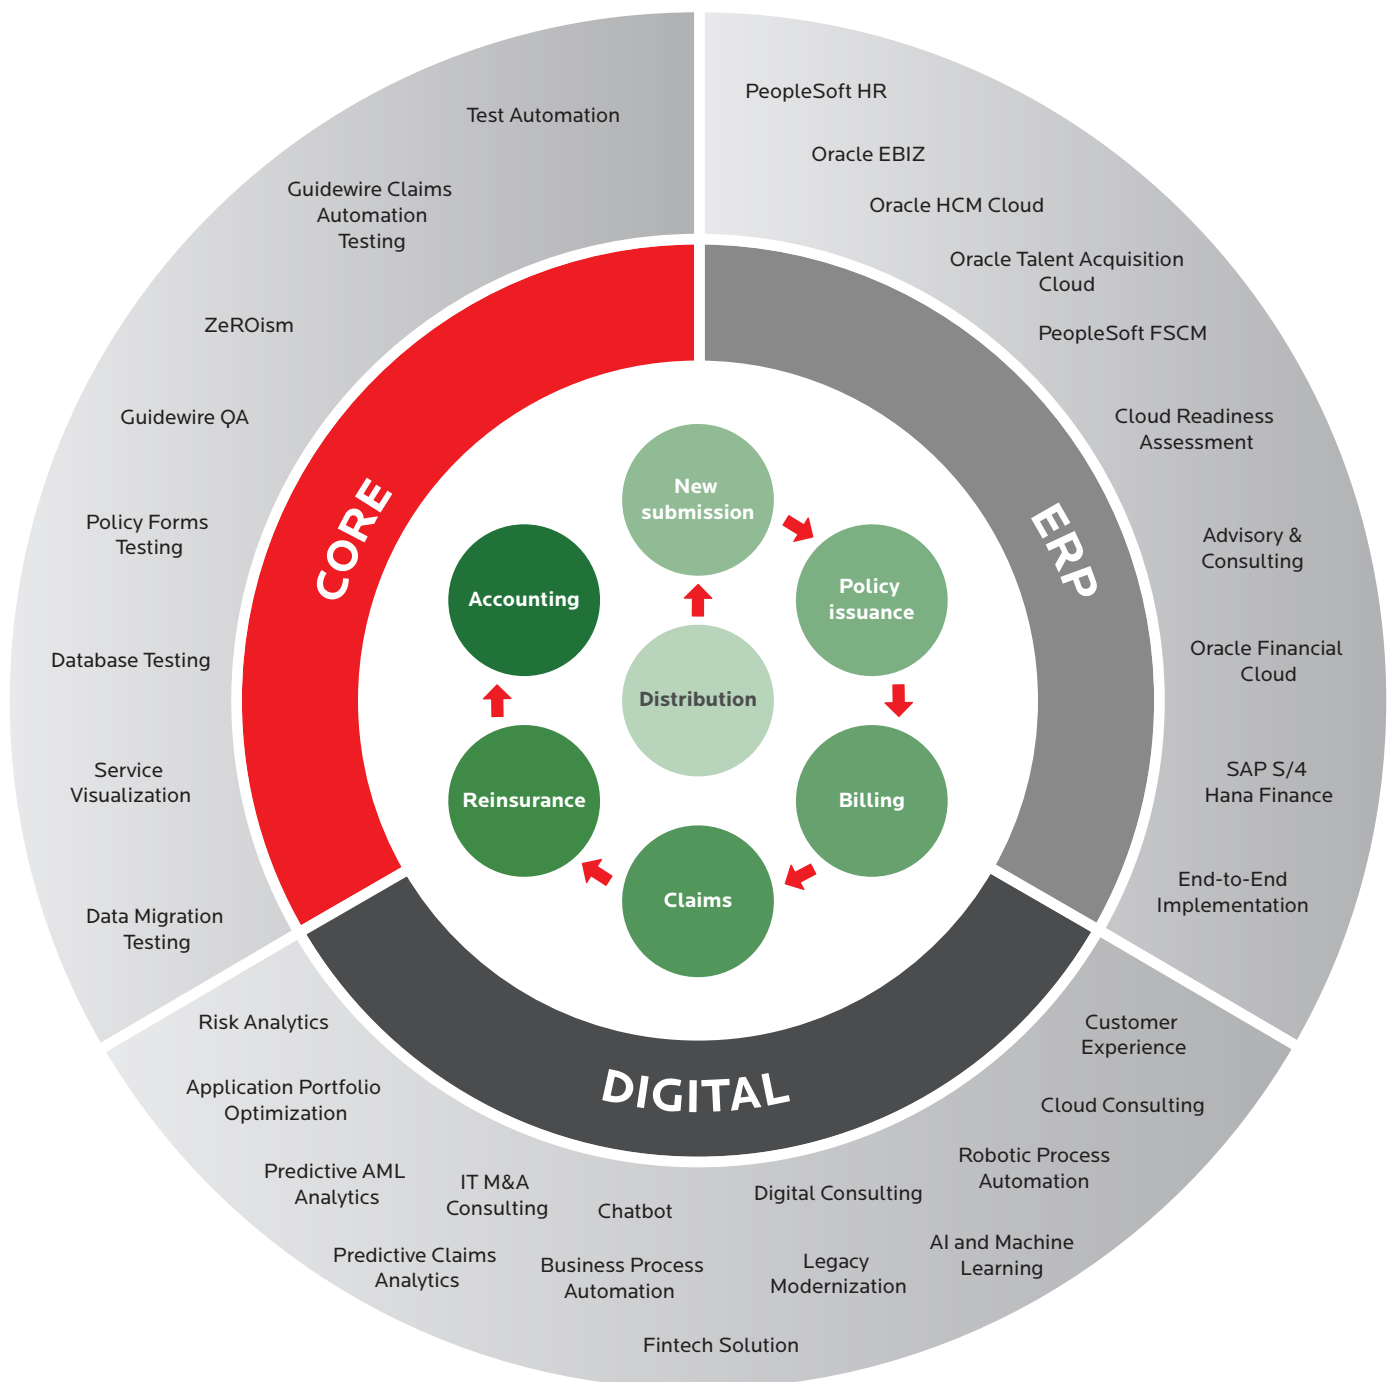 Test Automation
Guidewire Claims
Automation
Testing
ZeROism
Guidewire QA
Policy Forms
Testing
Database Testing
Service
Visualization
Data Migration
Testing
PeopleSoft HR
Oracle EBIZ
Oracle HCM Cloud
Oracle Talent Acquisition
Cloud
PeopleSoft FSCM
Cloud Readiness
Assessment
Advisory &
Consulting
Oracle Financial
Cloud
SAP S/4
Hana Finance
End-to-End
Implementation
CORE
ERP
DIGITAL
New
submission
Policy
issuance
Billing
Claims
Reinsurance
Accounting
Distribution
Risk Analytics
Application Portfolio
Optimization
Predictive AML
Analytics
IT M&A
Consulting
Chatbot
Predictive Claims
Analytics
Business Process
Automation
Fintech Solution
Digital Consulting
Legacy
Modernization
AI and Machine
Learning
Robotic Process
Automation
Cloud Consulting
Customer
Experience